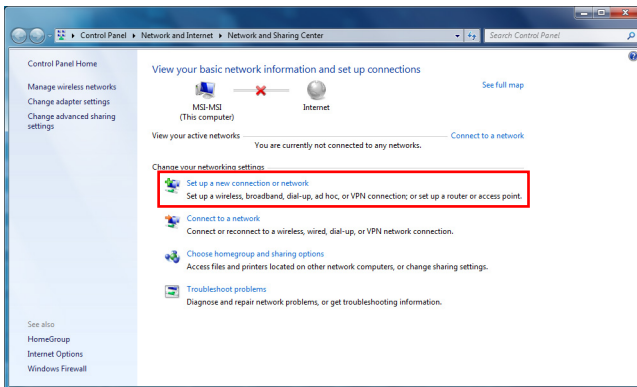 Control Panel ▸ Network and Internet ▸ Network and Sharing Center
Search Control Panel
Control Panel Home
Manage wireless networks
Change adapter settings
Change advanced sharing
settings
See also
HomeGroup
Internet Options
Windows Firewall
View your basic network information and set up connections
See full map
MSI-MSI
(This computer)
Internet
View your active networks
Connect to a network
You are currently not connected to any networks.
Change your networking settings
Set up a new connection or network
Set up a wireless, broadband, dial-up, ad hoc, or VPN connection; or set up a router or access point.
Connect to a network
Connect or reconnect to a wireless, wired, dial-up, or VPN network connection.
Choose homegroup and sharing options
Access files and printers located on other network computers, or change sharing settings.
Troubleshoot problems
Diagnose and repair network problems, or get troubleshooting information.